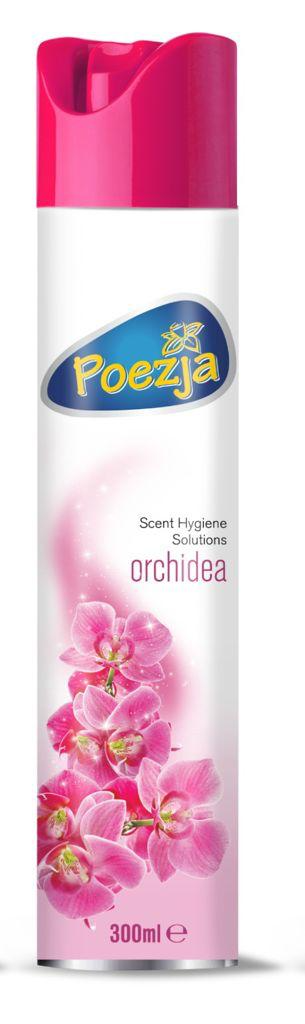 Poezja
Scent Hygiene
Solutions
orchidea
300ml ℮